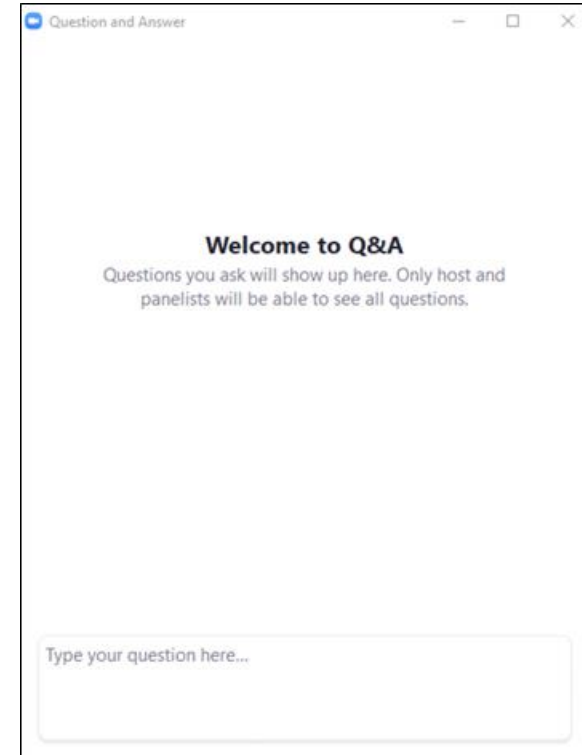 Question and Answer
Welcome to Q&A
Questions you ask will show up here. Only host and
panelists will be able to see all questions.
Type your question here...